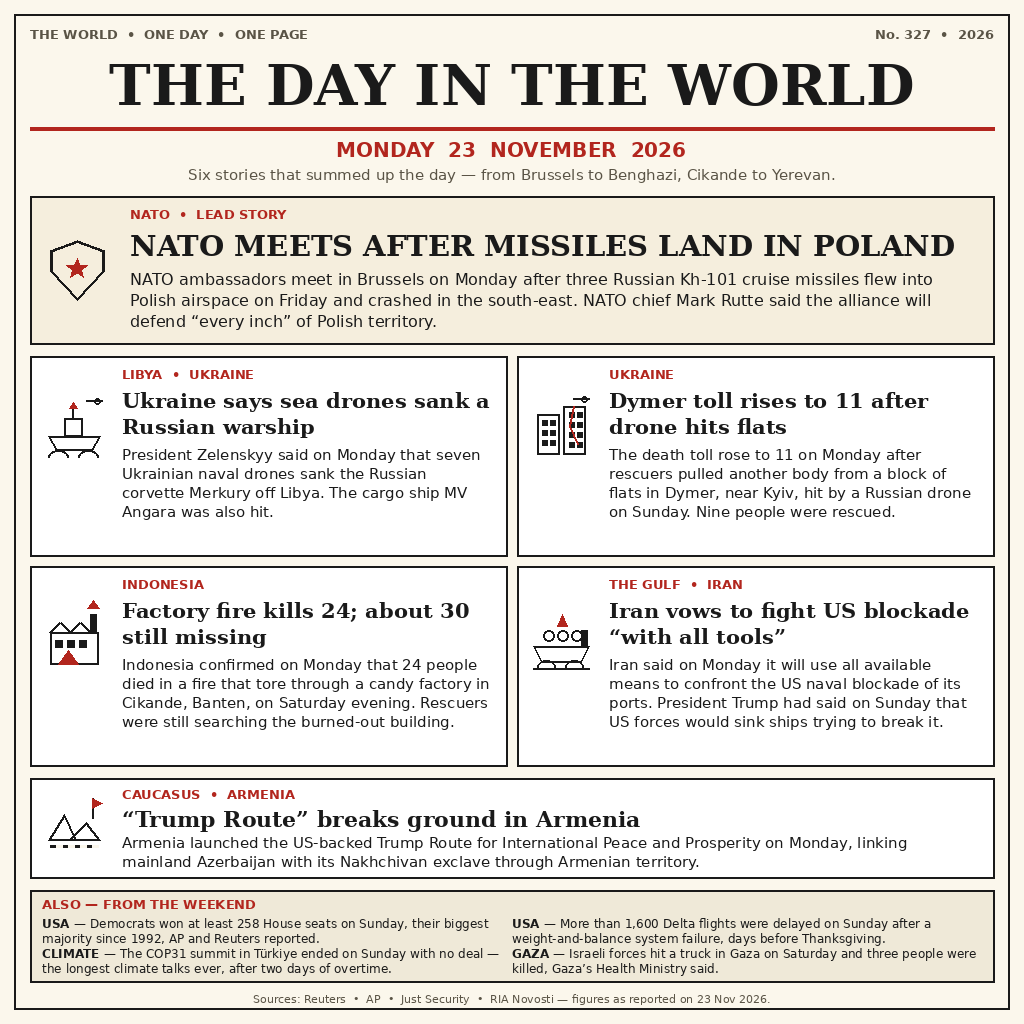 THE WORLD • ONE DAY • ONE PAGE
No. 327 • 2026
THE DAY IN THE WORLD
MONDAY 23 NOVEMBER 2026
Six stories that summed up the day — from Brussels to Benghazi, Cikande to Yerevan.
NATO • LEAD STORY
NATO MEETS AFTER MISSILES LAND IN POLAND
NATO ambassadors meet in Brussels on Monday after three Russian Kh-101 cruise missiles flew into
Polish airspace on Friday and crashed in the south-east. NATO chief Mark Rutte said the alliance will
defend “every inch” of Polish territory.
LIBYA • UKRAINE
Ukraine says sea drones sank a
Russian warship
President Zelenskyy said on Monday that seven
Ukrainian naval drones sank the Russian
corvette Merkury off Libya. The cargo ship MV
Angara was also hit.
UKRAINE
Dymer toll rises to 11 after
drone hits flats
The death toll rose to 11 on Monday after
rescuers pulled another body from a block of
flats in Dymer, near Kyiv, hit by a Russian drone
on Sunday. Nine people were rescued.
INDONESIA
Factory fire kills 24; about 30
still missing
Indonesia confirmed on Monday that 24 people
died in a fire that tore through a candy factory in
Cikande, Banten, on Saturday evening. Rescuers
were still searching the burned-out building.
THE GULF • IRAN
Iran vows to fight US blockade
“with all tools”
Iran said on Monday it will use all available
means to confront the US naval blockade of its
ports. President Trump had said on Sunday that
US forces would sink ships trying to break it.
CAUCASUS • ARMENIA
“Trump Route” breaks ground in Armenia
Armenia launched the US-backed Trump Route for International Peace and Prosperity on Monday, linking
mainland Azerbaijan with its Nakhchivan exclave through Armenian territory.
ALSO — FROM THE WEEKEND
USA — Democrats won at least 258 House seats on Sunday, their biggest
majority since 1992, AP and Reuters reported.
CLIMATE — The COP31 summit in Türkiye ended on Sunday with no deal —
the longest climate talks ever, after two days of overtime.
USA — More than 1,600 Delta flights were delayed on Sunday after a
weight-and-balance system failure, days before Thanksgiving.
GAZA — Israeli forces hit a truck in Gaza on Saturday and three people were
killed, Gaza’s Health Ministry said.
Sources: Reuters • AP • Just Security • RIA Novosti — figures as reported on 23 Nov 2026.